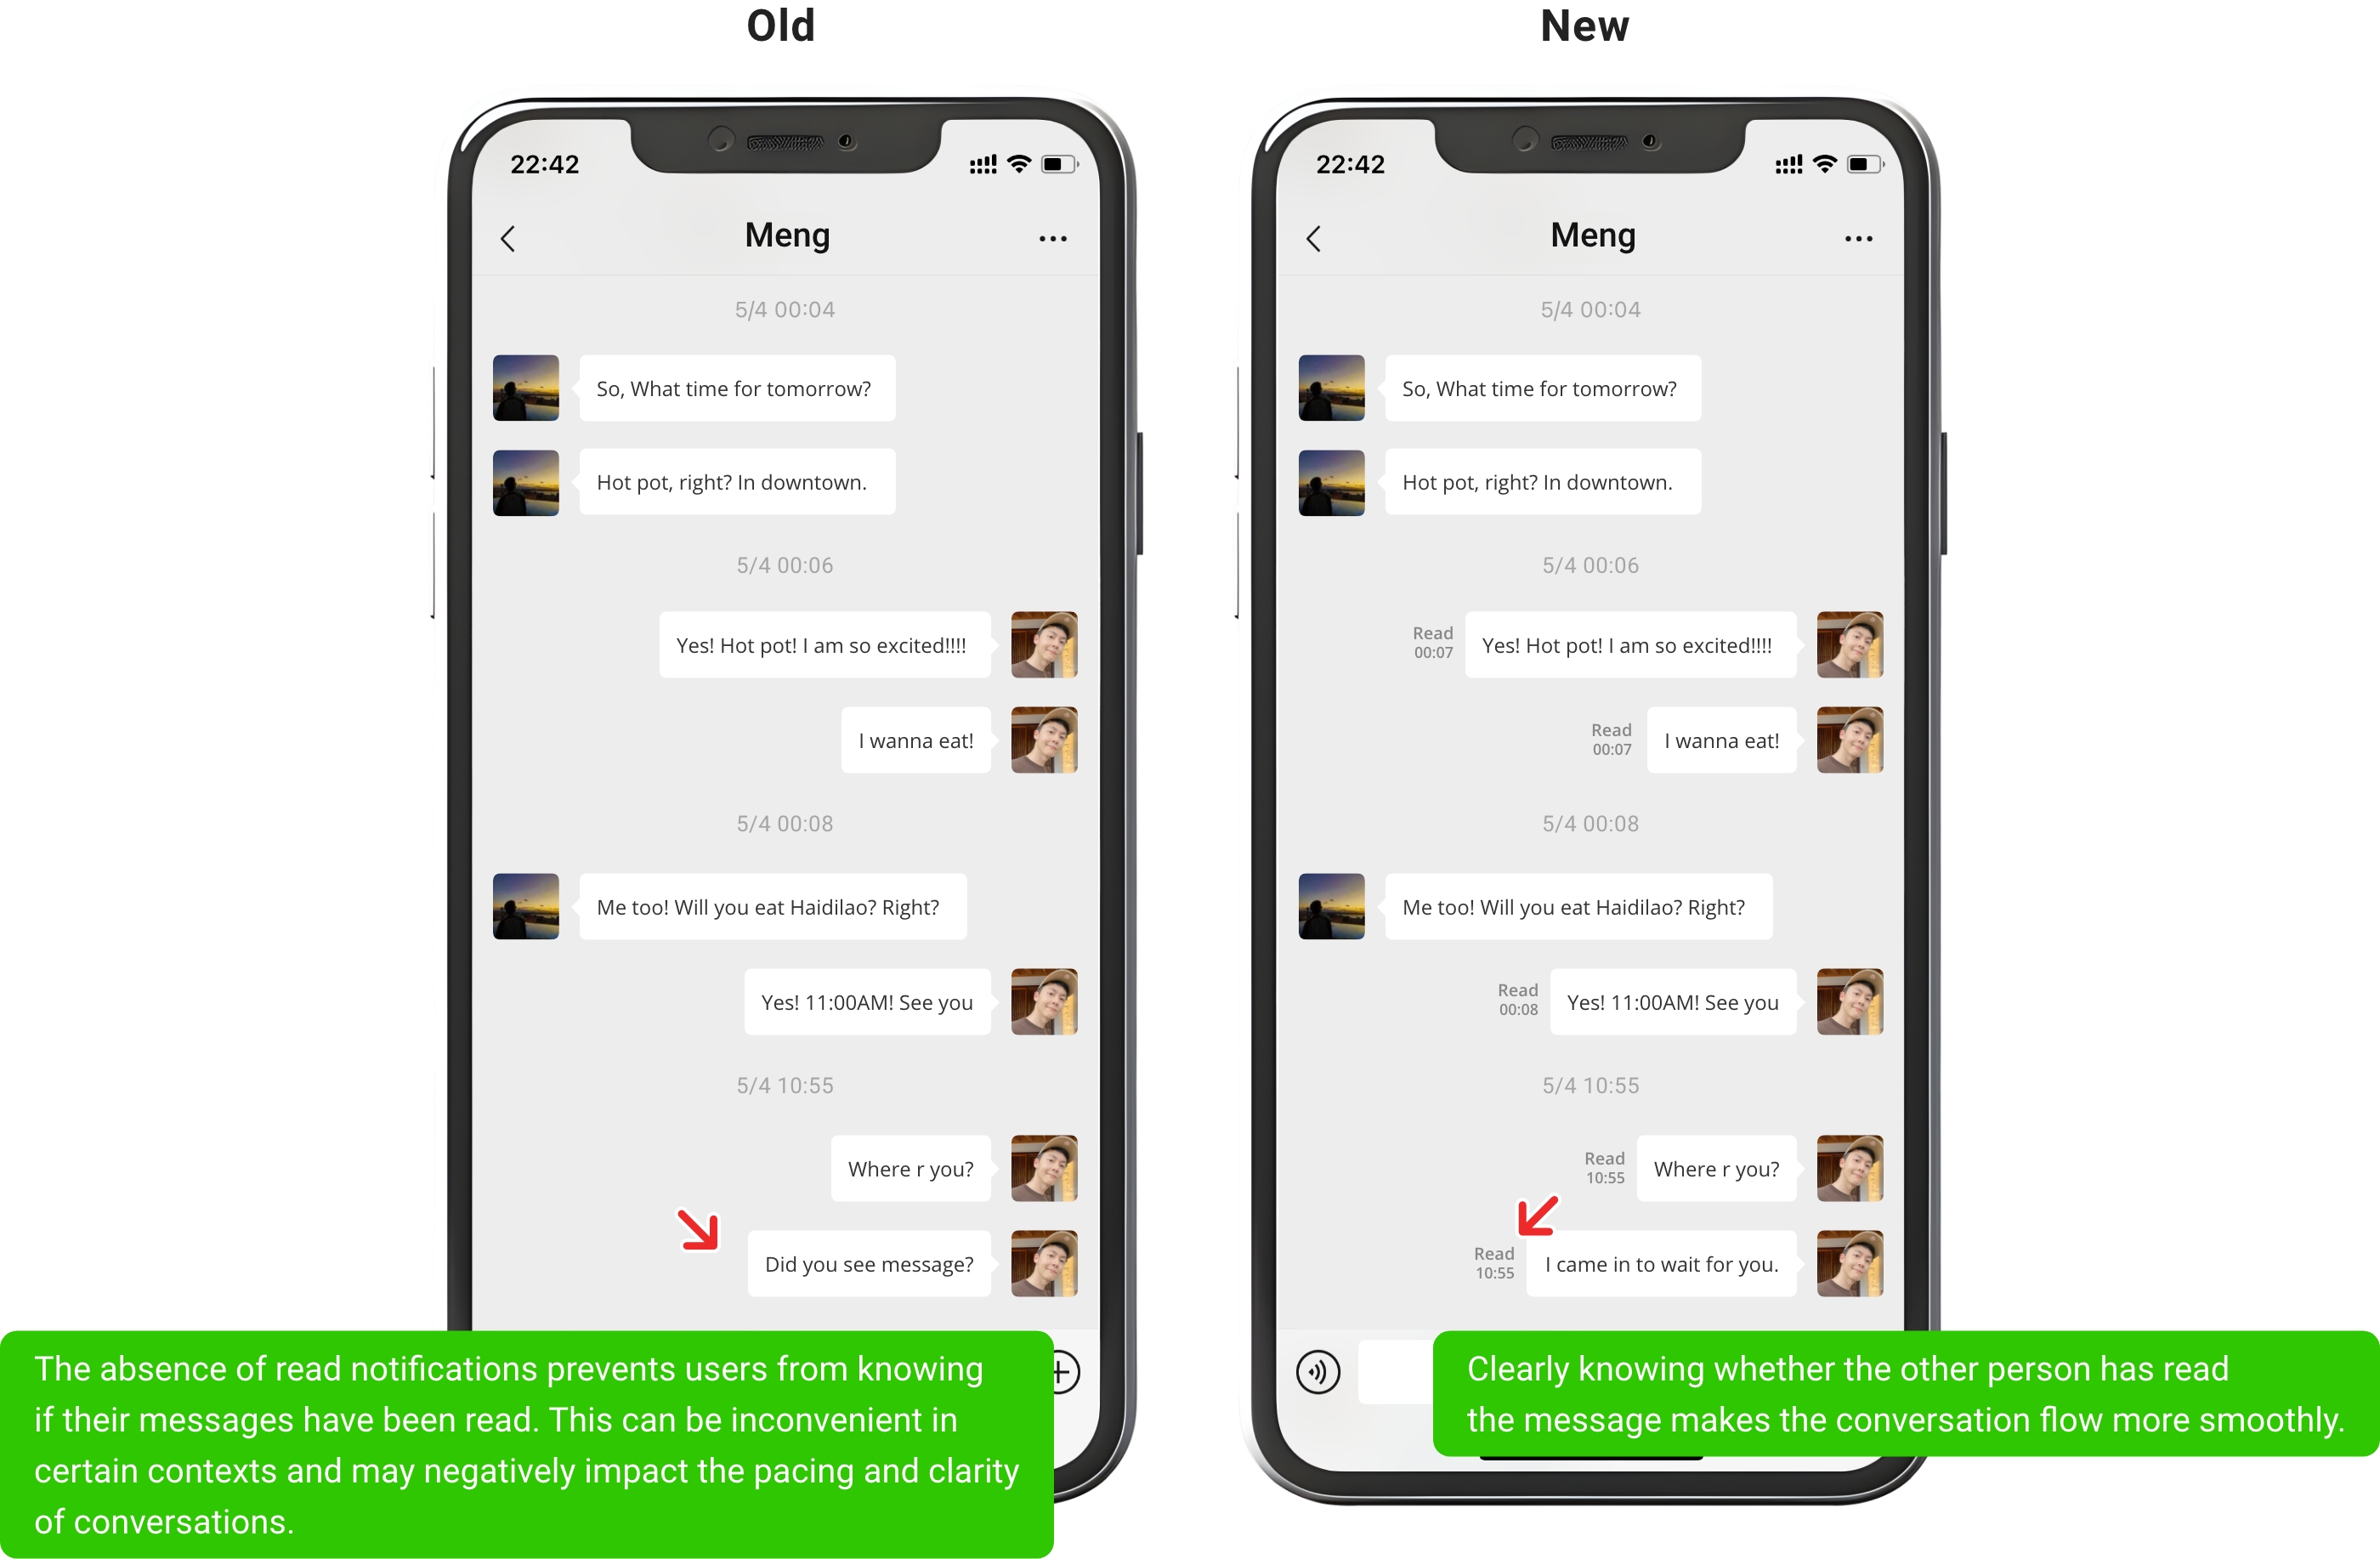 Old
22:42
Meng
5/4 00:04
So, What time for tomorrow?
Hot pot, right? In downtown.
5/4 00:06
Yes! Hot pot! I am so excited!!!!
I wanna eat!
5/4 00:08
Me too! Will you eat Haidilao? Right?
Yes! 11:00AM! See you
5/4 10:55
Where r you?
Did you see message?
The absence of read notifications prevents users from knowing
if their messages have been read. This can be inconvenient in
certain contexts and may negatively impact the pacing and clarity
of conversations.
New
22:42
Meng
5/4 00:04
So, What time for tomorrow?
Hot pot, right? In downtown.
5/4 00:06
Read
00:07
Yes! Hot pot! I am so excited!!!!
Read
00:07
I wanna eat!
5/4 00:08
Me too! Will you eat Haidilao? Right?
Read
00:08
Yes! 11:00AM! See you
5/4 10:55
Read
10:55
Where r you?
Read
10:55
I came in to wait for you.
Clearly knowing whether the other person has read
the message makes the conversation flow more smoothly.